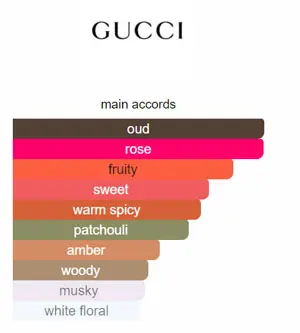 GUCCI
main accords
oud
rose
fruity
sweet
warm spicy
patchouli
amber
woody
musky
white floral